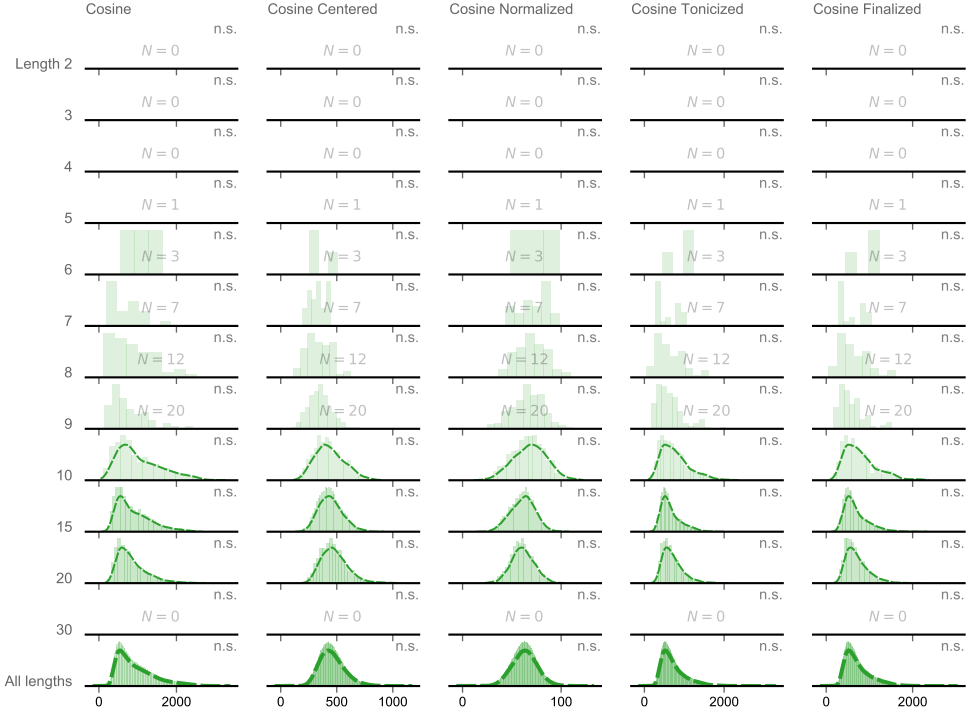 Cosine Cosine Centered Cosine Normalized Cosine Tonicized Cosine Finalized
n.s. n.s. n.s. n.s. n.s.
Length 2 N = 0 N = 0 N = 0 N = 0 N = 0
n.s. n.s. n.s. n.s. n.s.
3 N = 0 N = 0 N = 0 N = 0 N = 0
n.s. n.s. n.s. n.s. n.s.
4 N = 0 N = 0 N = 0 N = 0 N = 0
n.s. n.s. n.s. n.s. n.s.
5 N = 1 N = 1 N = 1 N = 1 N = 1
n.s. n.s. n.s. n.s. n.s.
6 N = 3 N = 3 N = 3 N = 3 N = 3
n.s. n.s. n.s. n.s. n.s.
7 N = 7 N = 7 N = 7 N = 7 N = 7
n.s. n.s. n.s. n.s. n.s.
8 N = 12 N = 12 N = 12 N = 12 N = 12
n.s. n.s. n.s. n.s. n.s.
9 N = 20 N = 20 N = 20 N = 20 N = 20
n.s. n.s. n.s. n.s. n.s.
10
n.s. n.s. n.s. n.s. n.s.
15
n.s. n.s. n.s. n.s. n.s.
20
n.s. n.s. n.s. n.s. n.s.
30 N = 0 N = 0 N = 0 N = 0 N = 0
n.s. n.s. n.s. n.s. n.s.
All lengths
0 2000 0 500 1000 0 100 0 2000 0 2000